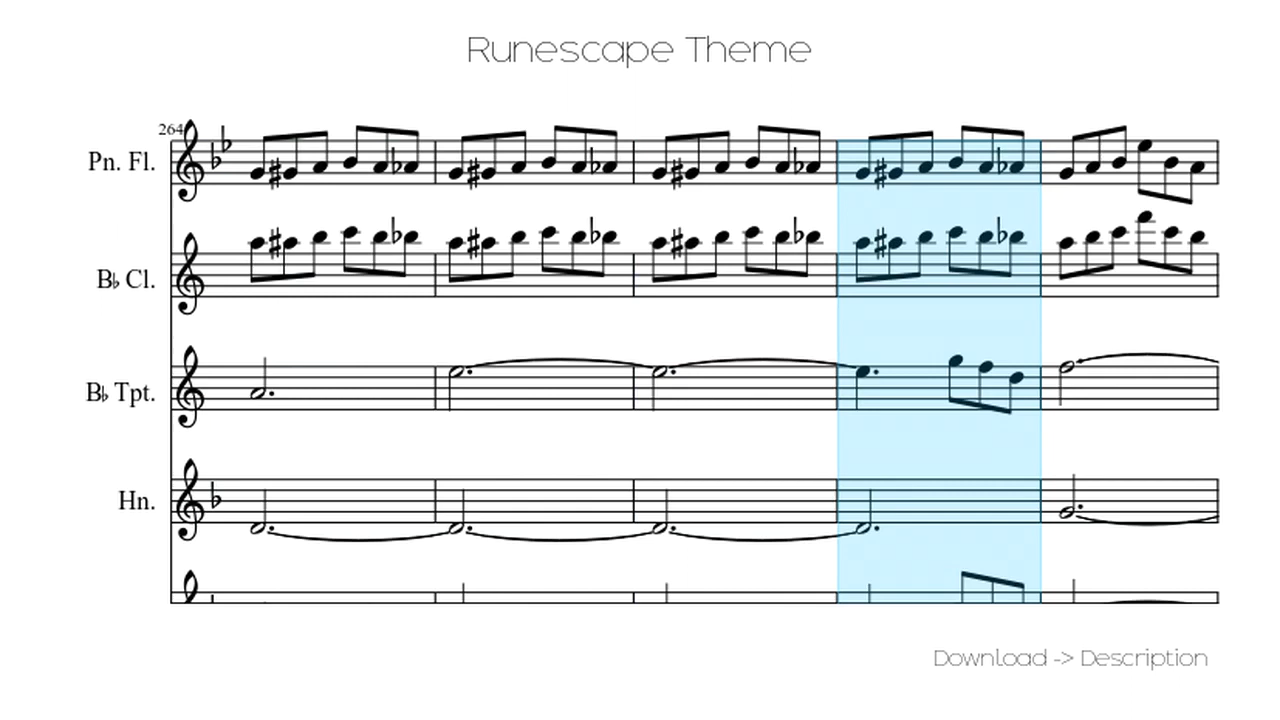 Runescape Theme
264
Pn. Fl.
B♭ Cl.
B♭ Tpt.
Hn.
Download -> Description